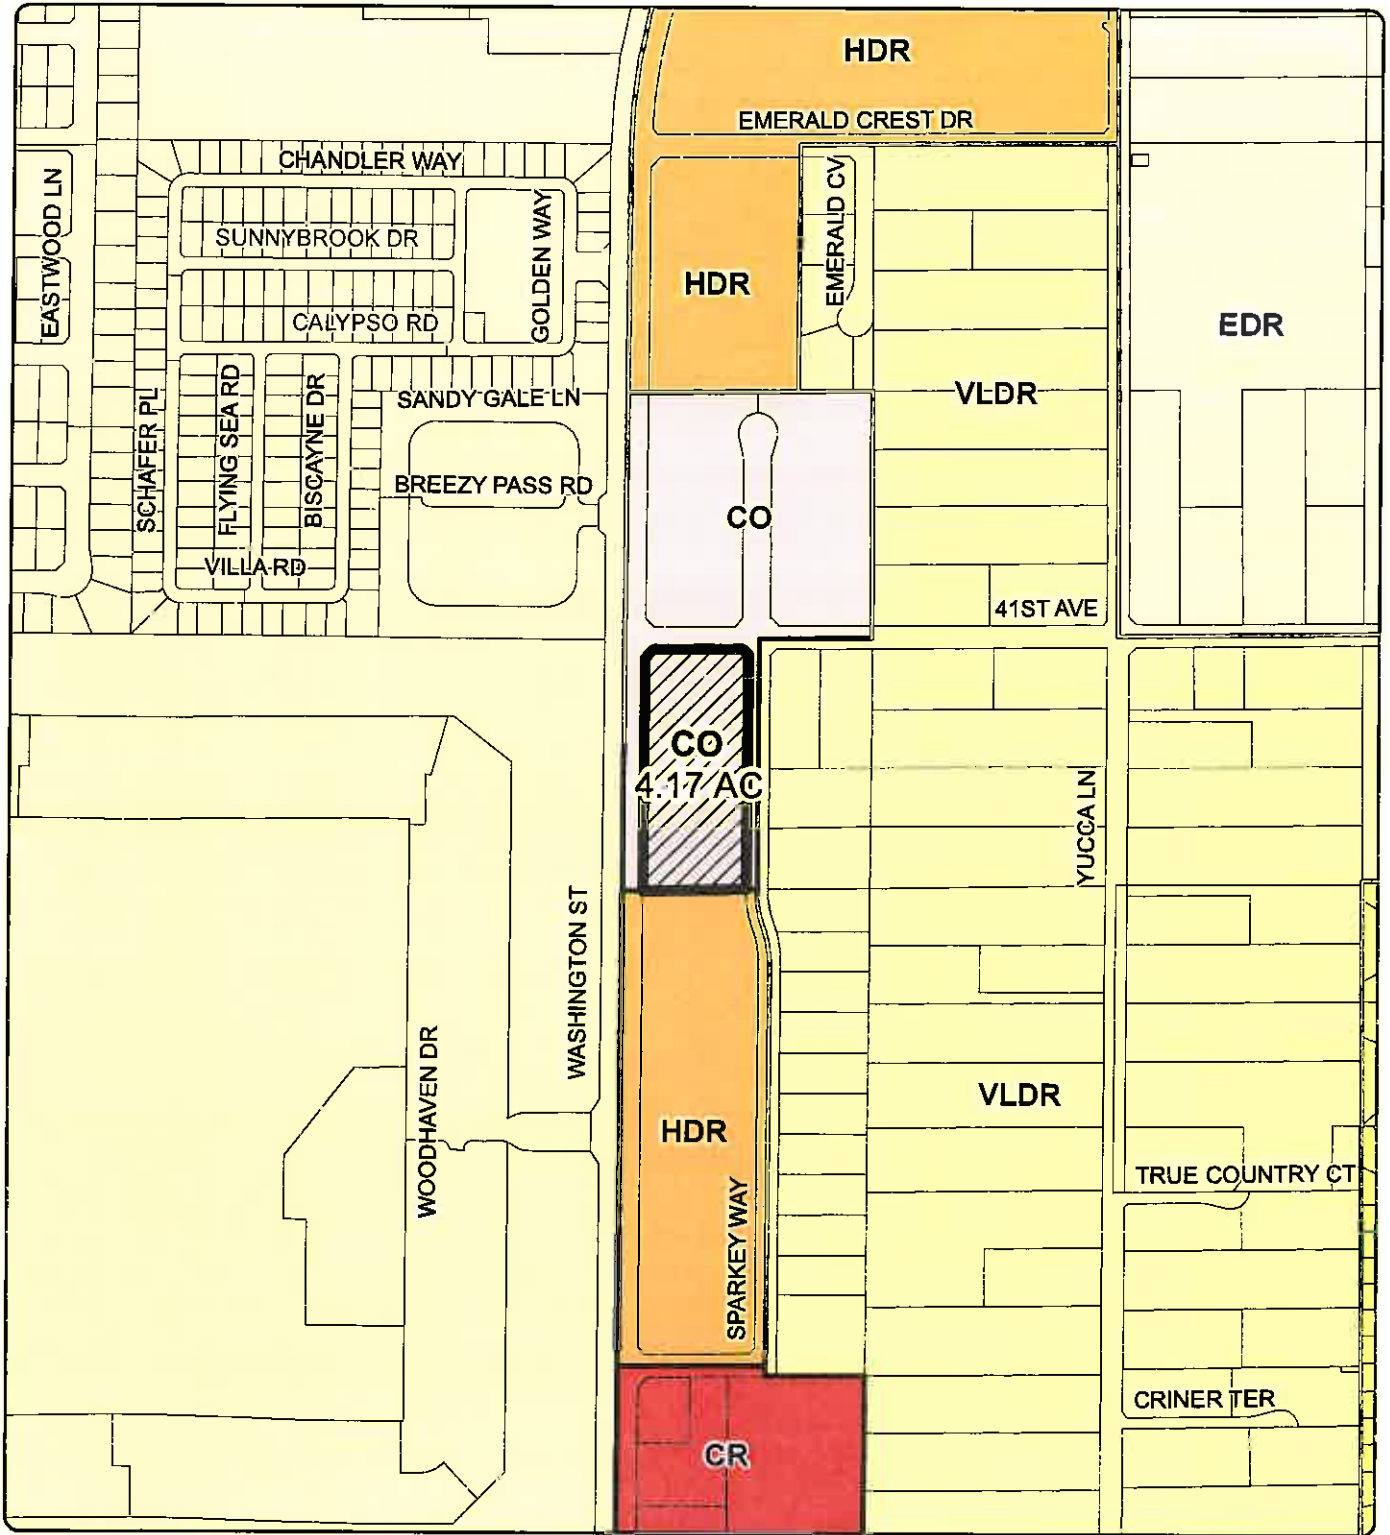 HDR
EMERALD CREST DR
CHANDLER WAY
EASTWOOD LN
SUNNYBROOK DR
GOLDEN WAY
EMERALD CV
HDR
CALYPSO RD
EDR
SCHAFER PL
FLYING SEA RD
BISCAYNE DR
SANDY GALE LN
VLDR
BREEZY PASS RD
CO
VILLA RD
41ST AVE
CO
4.17 AC
YUCCA LN
WASHINGTON ST
WOODHAVEN DR
VLDR
HDR
TRUE COUNTRY CT
SPARKEY WAY
CRINER TER
CR